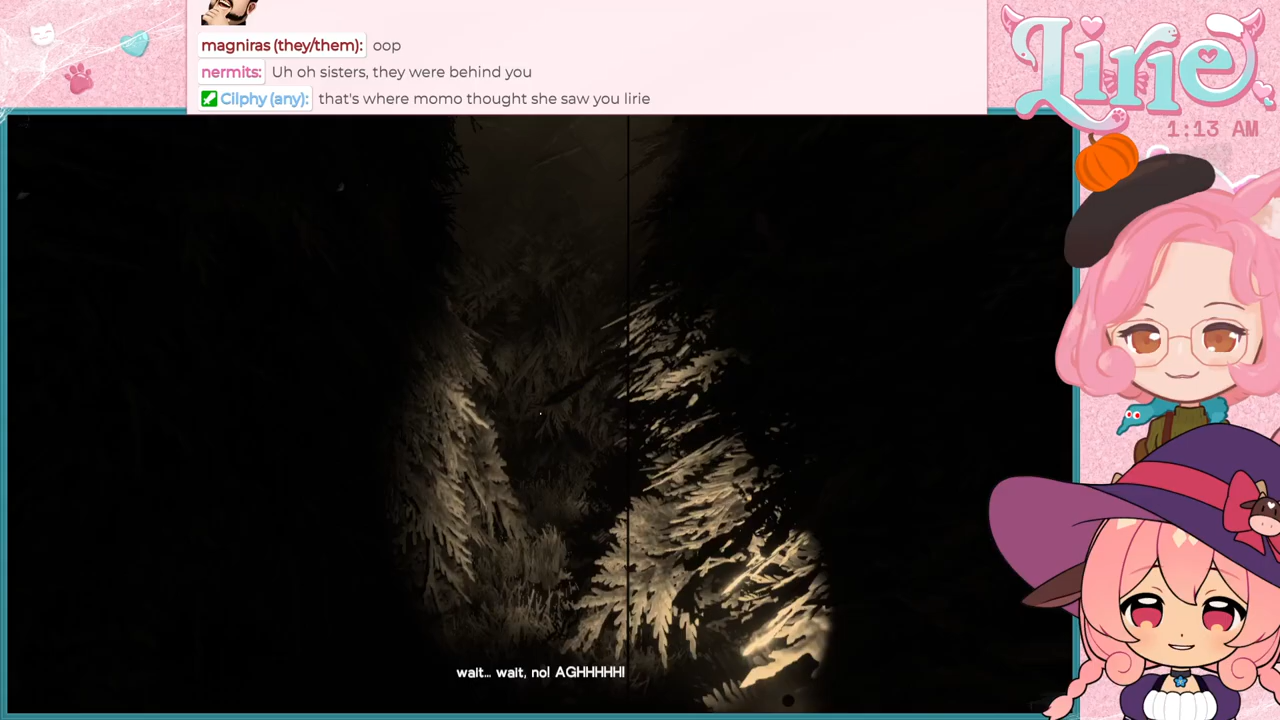 magniras (they/them): oop
nermits: Uh oh sisters, they were behind you
Cilphy (any): that's where momo thought she saw you lirie
Lirie
1:13 AM
wait... wait, no! AGHHHHH!